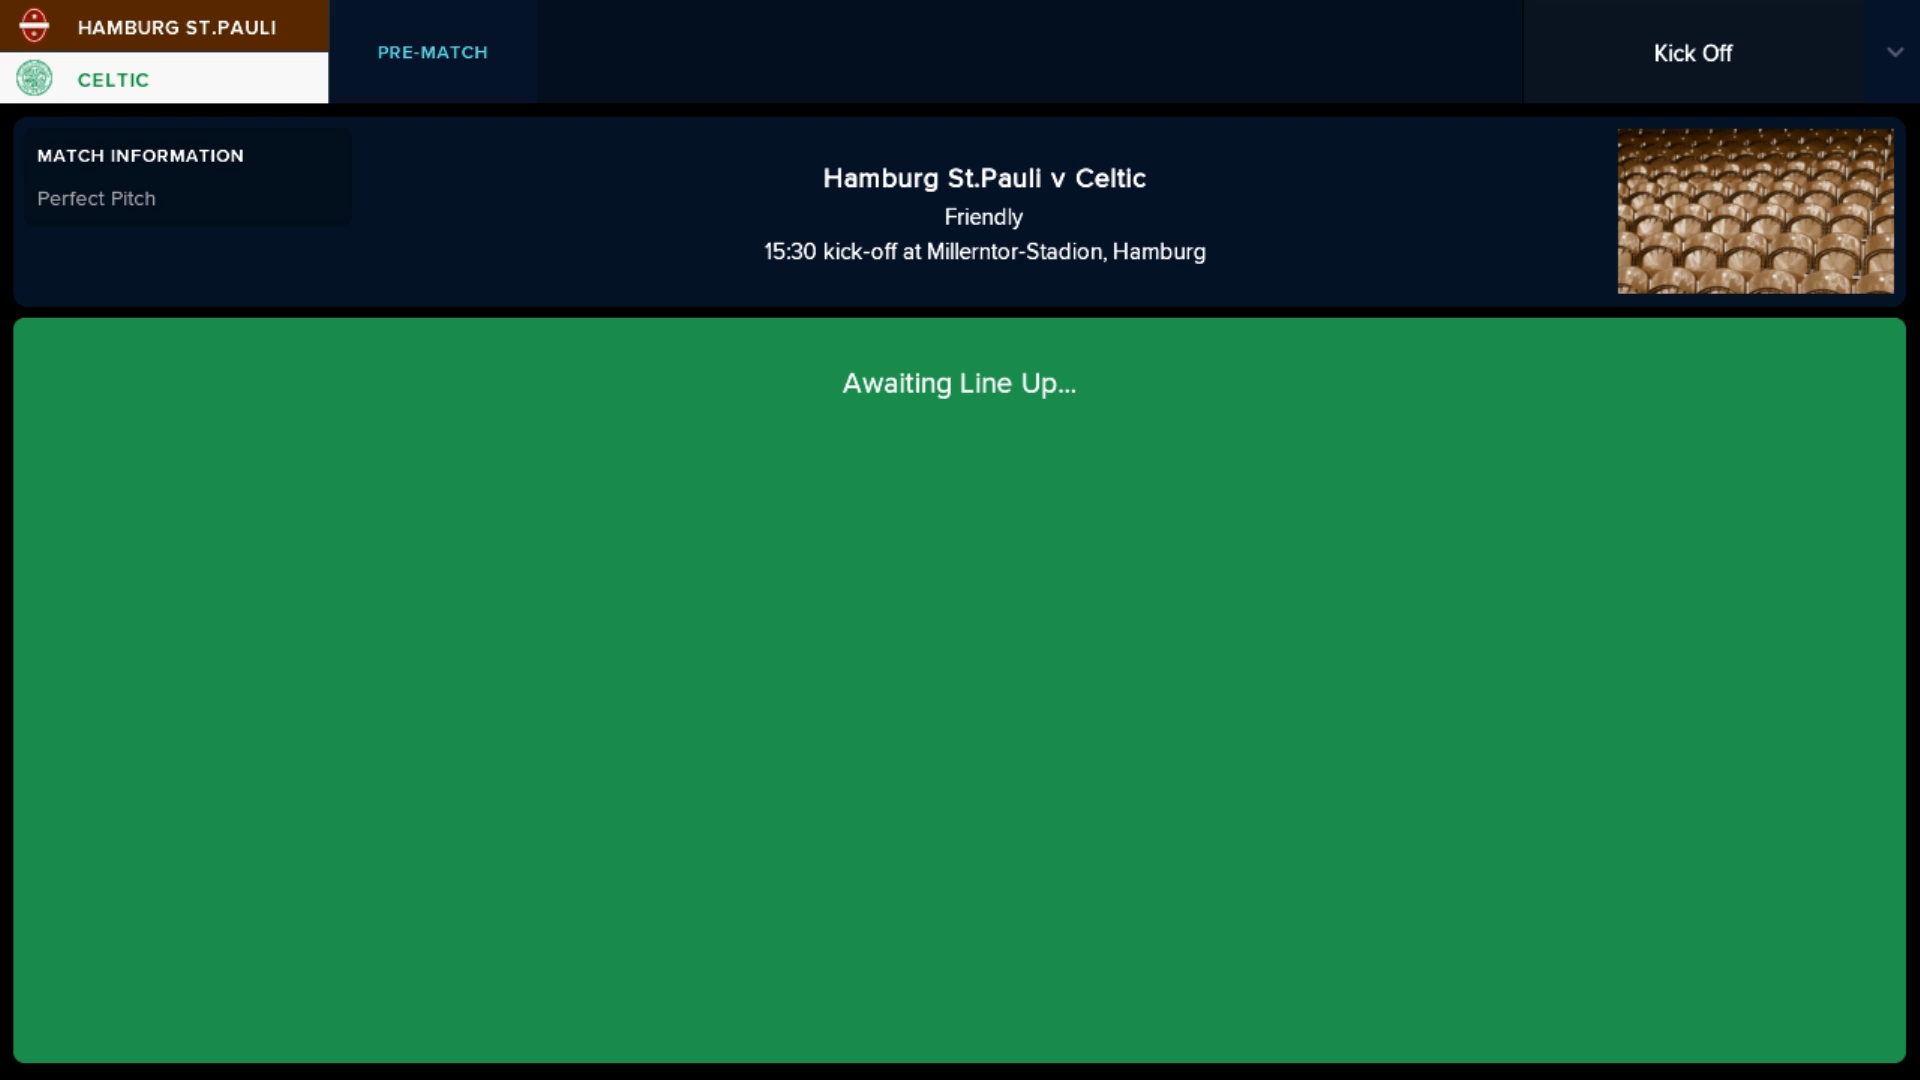 HAMBURG ST.PAULI
CELTIC
PRE-MATCH
Kick Off
MATCH INFORMATION
Perfect Pitch
Hamburg St.Pauli v Celtic
Friendly
15:30 kick-off at Millerntor-Stadion, Hamburg
Awaiting Line Up...